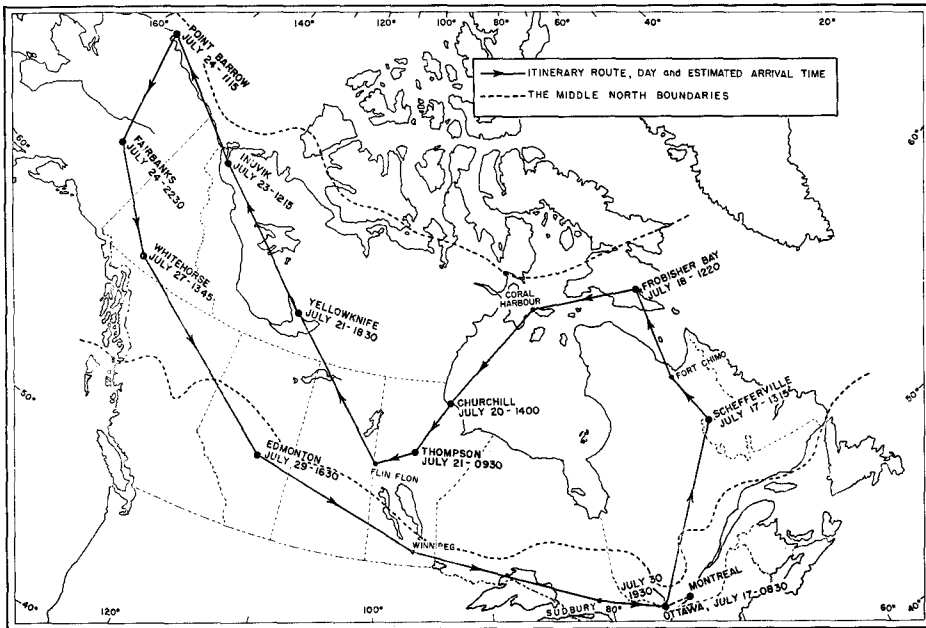 160°
140°
120°
100°
80°
60°
40°
20°
ITINERARY ROUTE, DAY and ESTIMATED ARRIVAL TIME
THE MIDDLE NORTH BOUNDARIES
POINT BARROW
JULY 24-1115
60°
60°
FAIRBANKS
JULY 24-2230
INUVIK
JULY 23-1215
WHITEHORSE
JULY 27-1345
YELLOWKNIFE
JULY 21-1830
CORAL
HARBOUR
FROBISHER BAY
JULY 18-1220
FORT CHIMO
SCHEFFERVILLE
JULY 17-1315
50°
50°
CHURCHILL
JULY 20-1400
THOMPSON
JULY 21-0930
FLIN FLON
EDMONTON
JULY 29-1630
WINNIPEG
JULY 30
1930
MONTREAL
OTTAWA, JULY 17-0830
SUDBURY
40°
120°
100°
80°
60°
40°